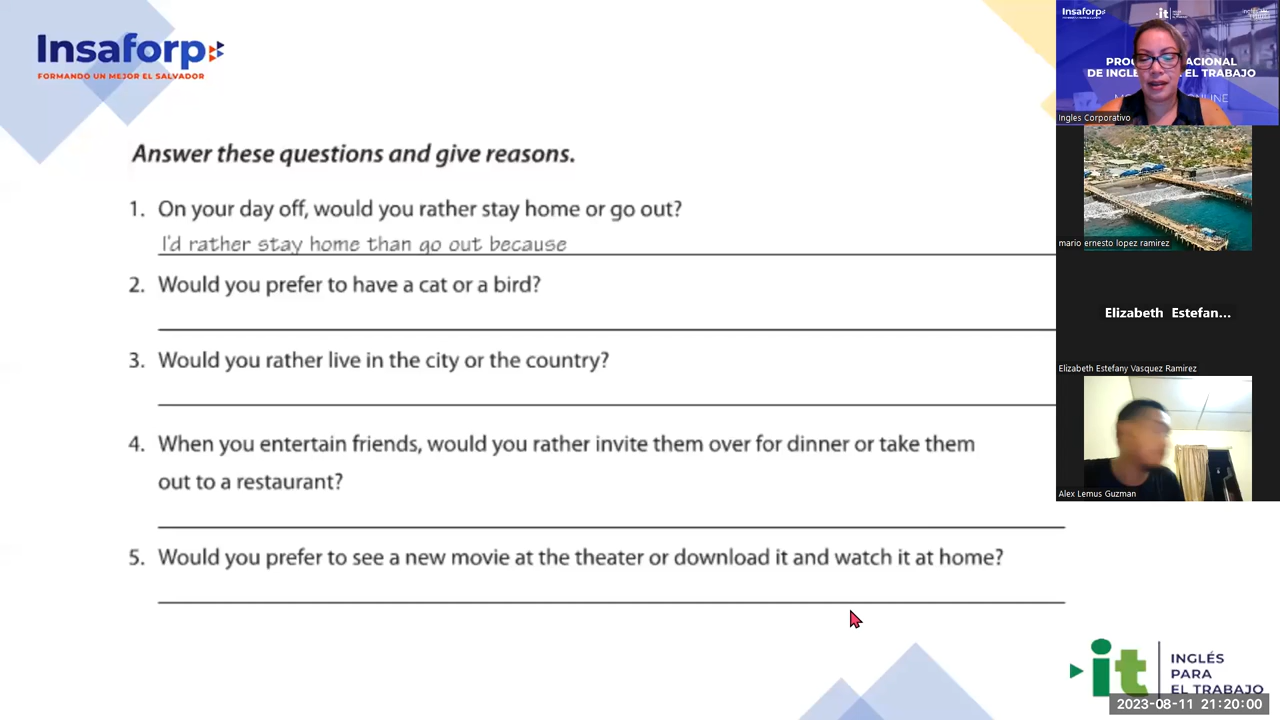 Insaforp
FORMANDO UN MEJOR EL SALVADOR
Answer these questions and give reasons.
1. On your day off, would you rather stay home or go out?
I'd rather stay home than go out because
2. Would you prefer to have a cat or a bird?
3. Would you rather live in the city or the country?
4. When you entertain friends, would you rather invite them over for dinner or take them
out to a restaurant?
5. Would you prefer to see a new movie at the theater or download it and watch it at home?
Insaforp
it
Ingles Corporativo
mario ernesto lopez ramirez
Elizabeth Estefan...
Elizabeth Estefany Vasquez Ramirez
Alex Lemus Guzman
it
INGLÉS
PARA
EL TRABAJO
2023-08-11 21:20:00